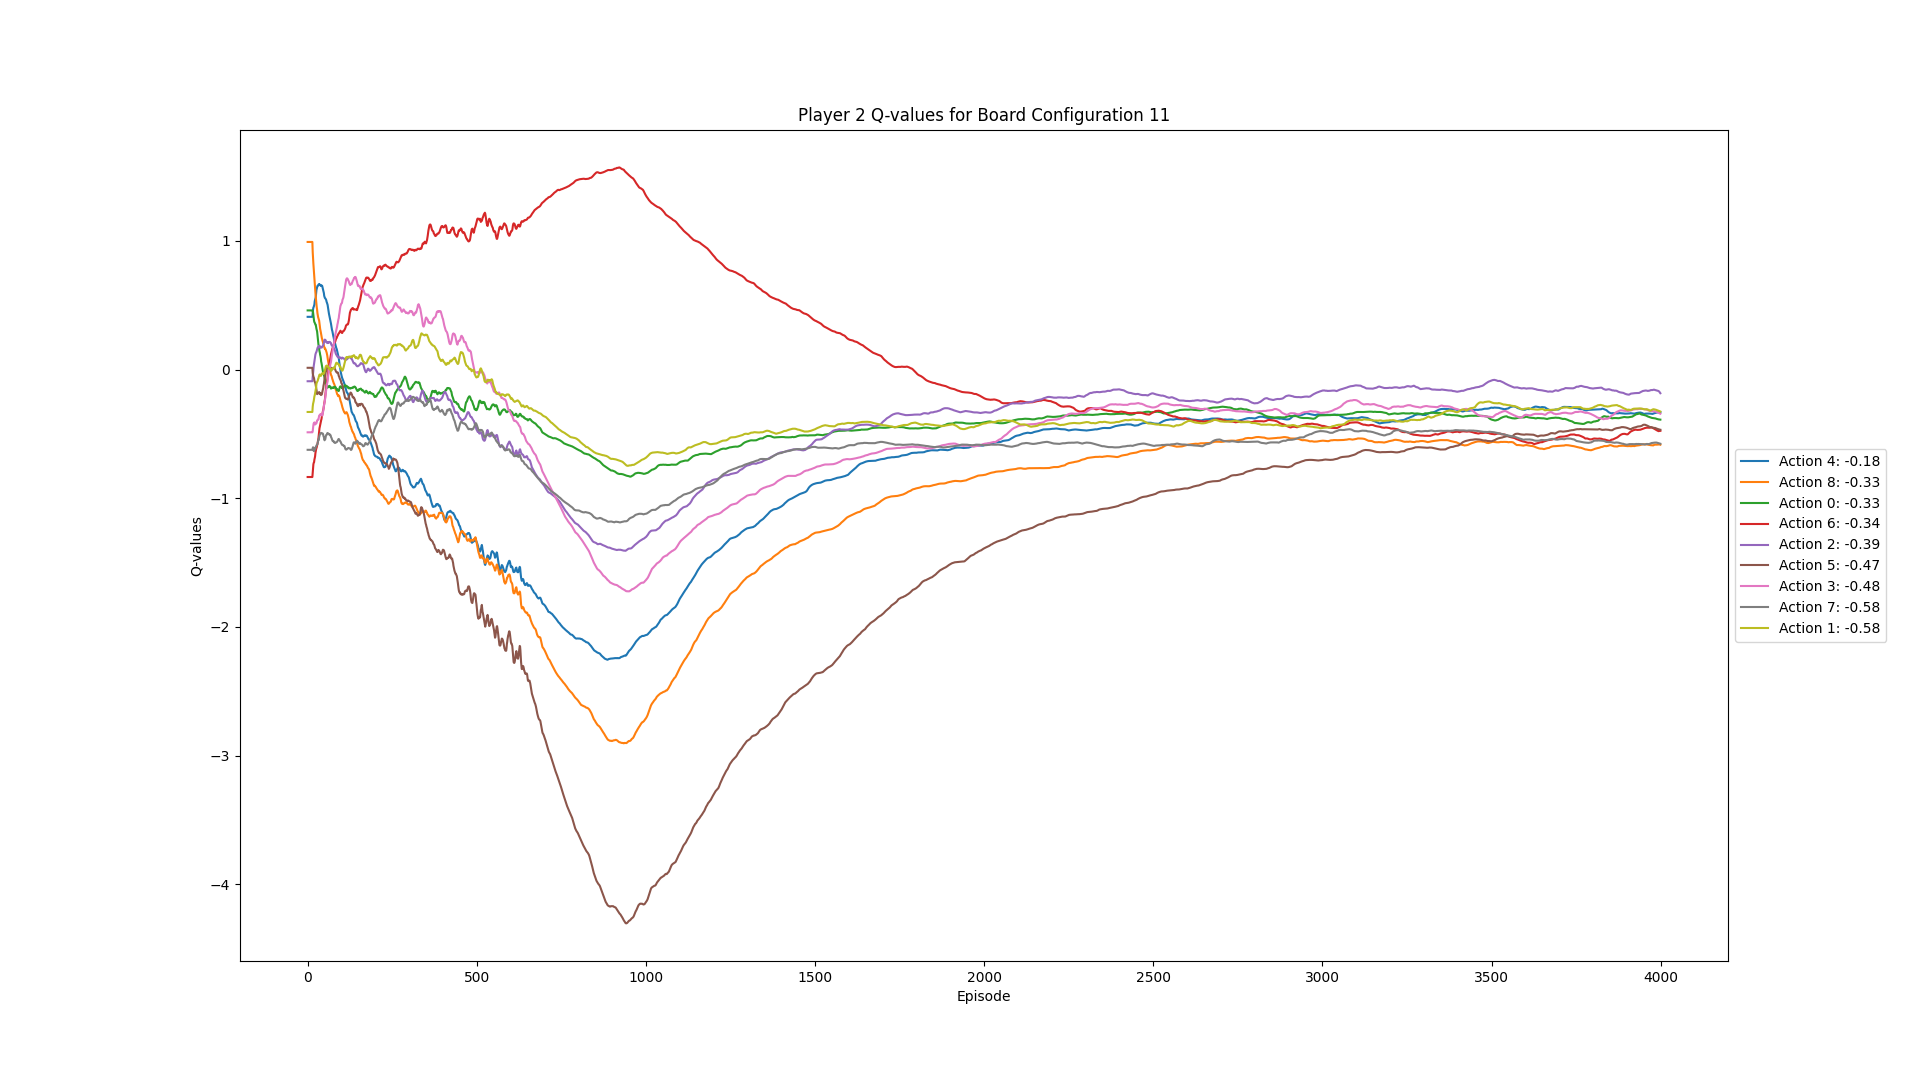 Player 2 Q-values for Board Configuration 11
Q-values
1
0
−1
−2
−3
−4
0
500
1000
1500
2000
2500
3000
3500
4000
Episode
Action 4: -0.18
Action 8: -0.33
Action 0: -0.33
Action 6: -0.34
Action 2: -0.39
Action 5: -0.47
Action 3: -0.48
Action 7: -0.58
Action 1: -0.58